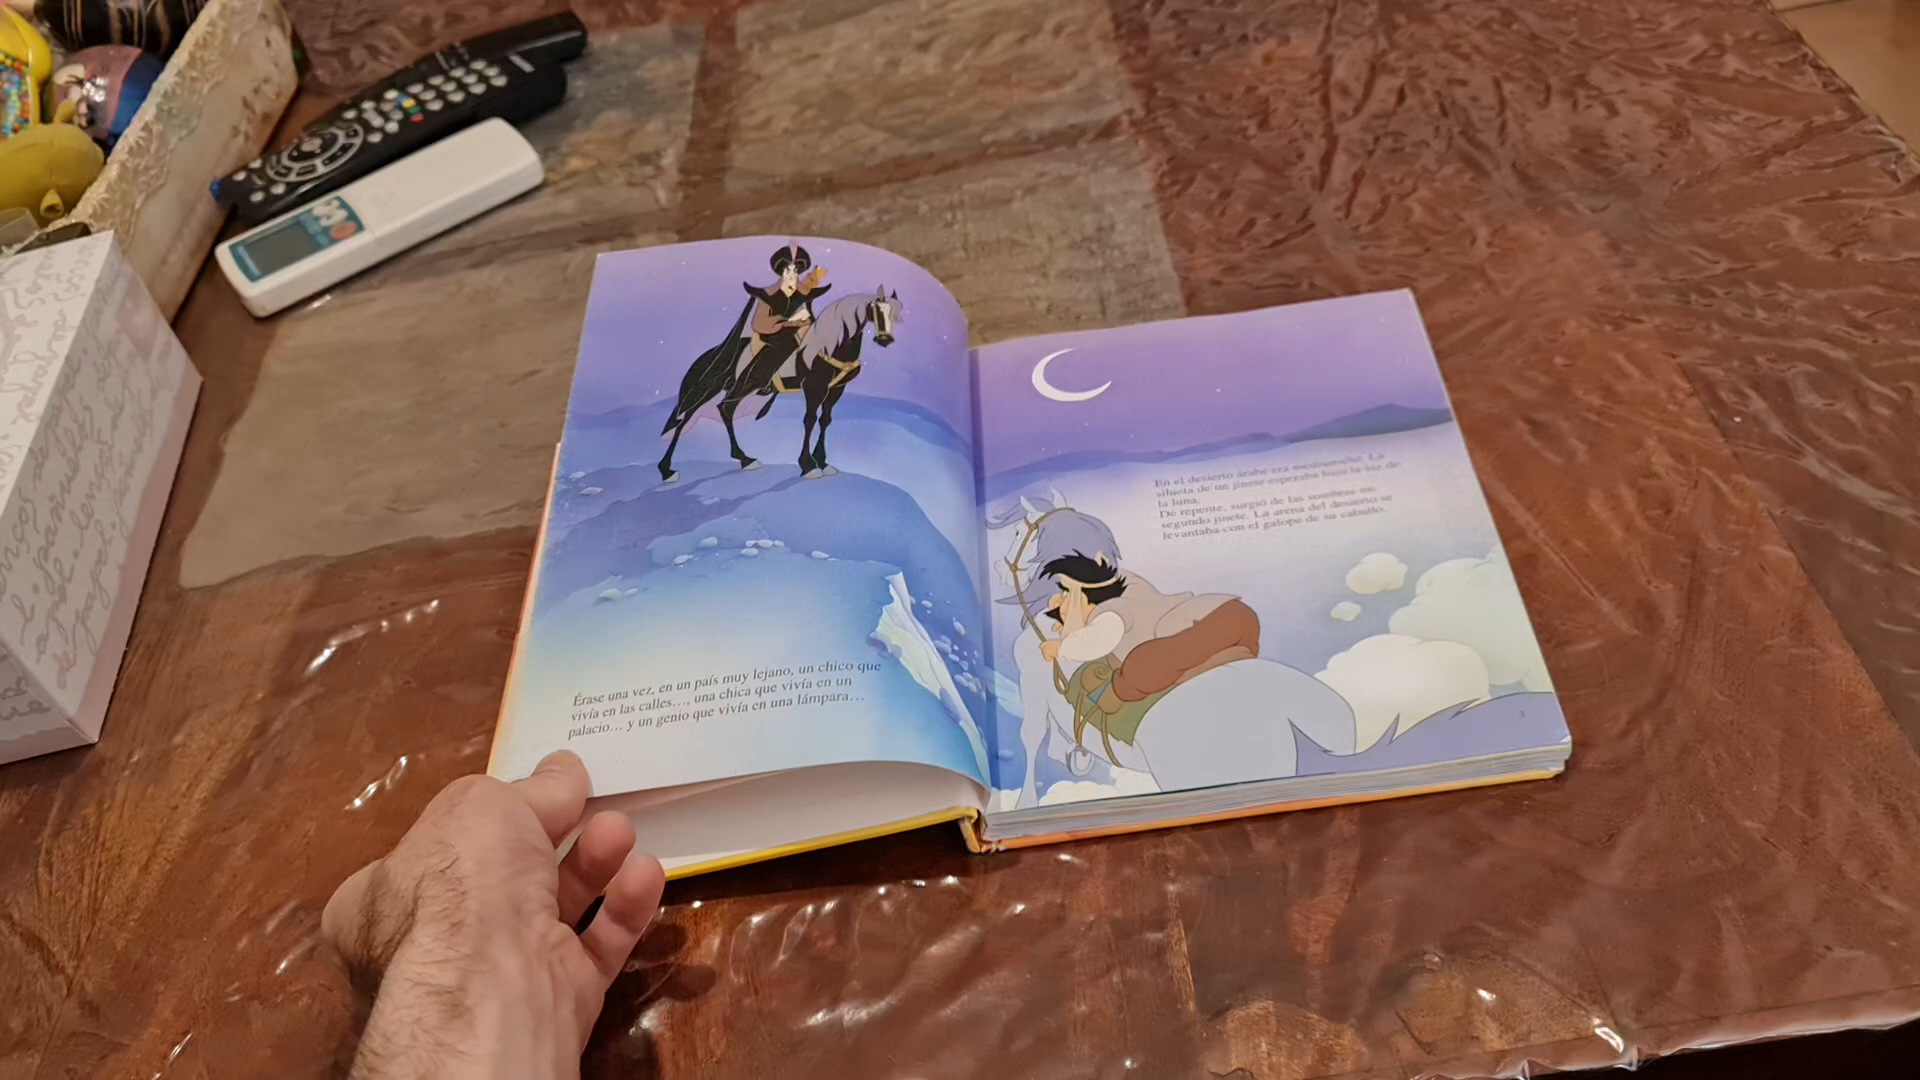 Érase una vez, en un país muy lejano, un chico que
vivía en las calles..., una chica que vivía en un
palacio... y un genio que vivía en una lámpara...
En el desierto árabe era medianoche. La
silueta de un jinete esperaba bajo la luz de
la luna.
De repente, surgió de las sombras un
segundo jinete. La arena del desierto se
levantaba con el galope de su caballo.